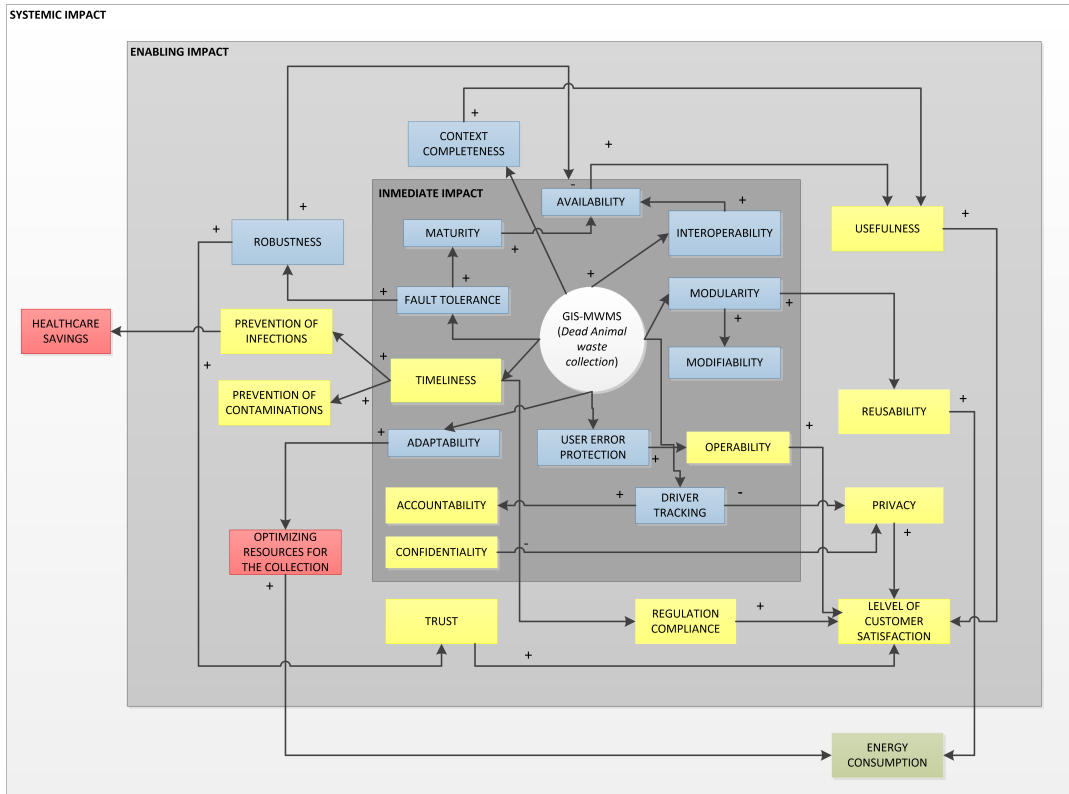 SYSTEMIC IMPACT
ENABLING IMPACT
+
+
CONTEXT
COMPLETENESS
+
INMEDIATE IMPACT
-
AVAILABILITY
+
+
+
ROBUSTNESS
MATURITY
+
INTEROPERABILITY
USEFULNESS
+
+
+
+
FAULT TOLERANCE
GIS-MWMS
(Dead Animal
waste
collection)
MODULARITY
+
+
HEALTHCARE
SAVINGS
PREVENTION OF
INFECTIONS
+
+
MODIFIABILITY
TIMELINESS
PREVENTION OF
CONTAMINATIONS
+
REUSABILITY
+
+
ADAPTABILITY
USER ERROR
PROTECTION
+
OPERABILITY
+
ACCOUNTABILITY
+
DRIVER
TRACKING
-
PRIVACY
+
OPTIMIZING
RESOURCES FOR
THE COLLECTION
+
CONFIDENTIALITY
-
TRUST
+
REGULATION
COMPLIANCE
+
LELVEL OF
CUSTOMER
SATISFACTION
ENERGY
CONSUMPTION